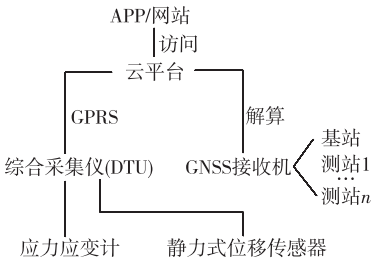 APP/网站
访问
云平台
GPRS
解算
综合采集仪(DTU)
GNSS接收机
基站
测站1
…
测站n
应力应变计
静力式位移传感器